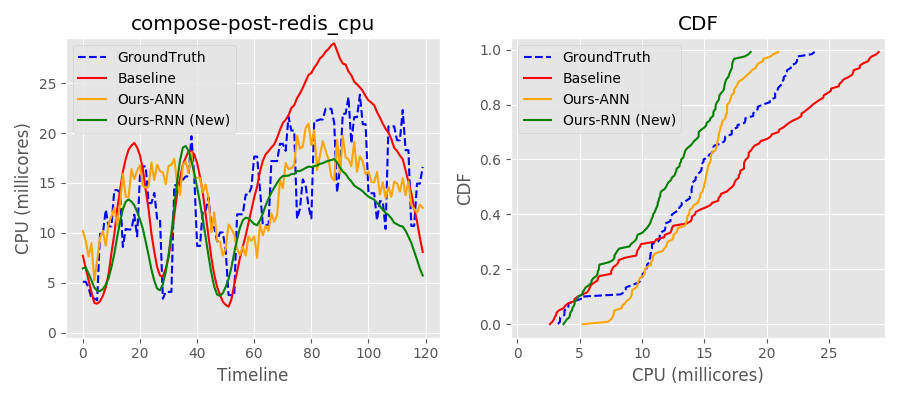 compose-post-redis_cpu
CPU (millicores)
25
20
15
10
5
0
GroundTruth
Baseline
Ours-ANN
Ours-RNN (New)
0
20
40
60
80
100
120
Timeline
CDF
CDF
1.0
0.8
0.6
0.4
0.2
0.0
GroundTruth
Baseline
Ours-ANN
Ours-RNN (New)
0
5
10
15
20
25
CPU (millicores)